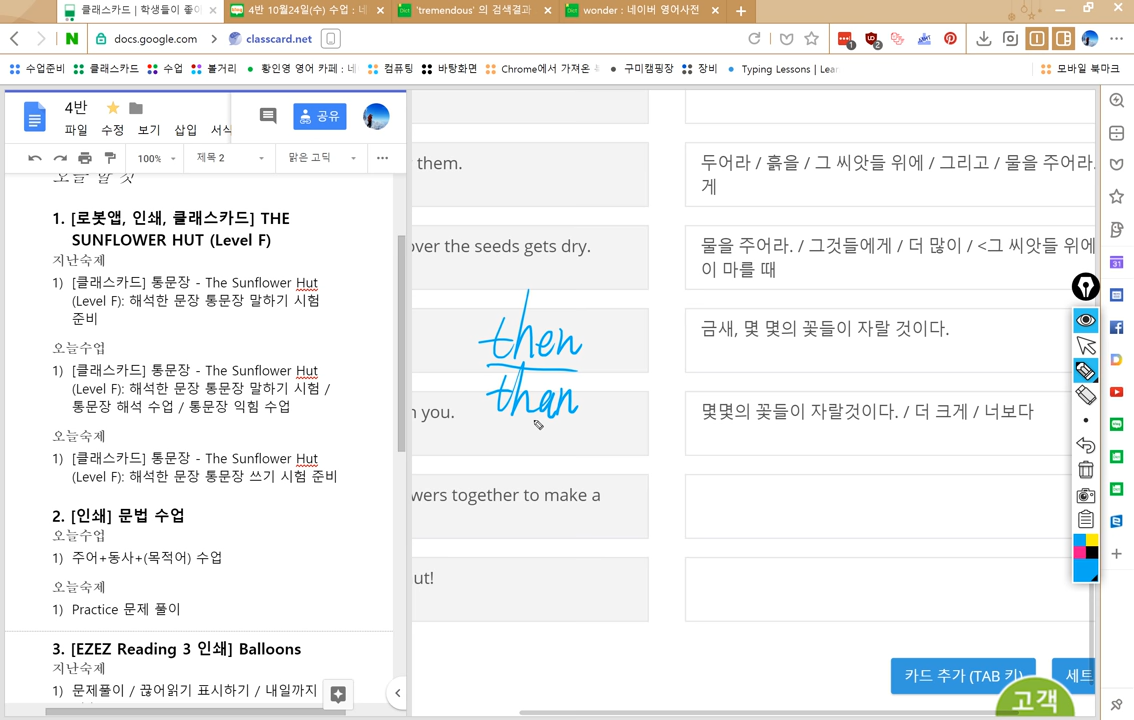 클래스카드 | 학생들이 좋아
4반 10월24일(수) 수업 : 네
'tremendous' 의 검색결과
wonder : 네이버 영어사전
docs.google.com
classcard.net
수업준비
클래스카드
수업
볼거리
황인영 영어 카페 : 네
컴퓨팅
바탕화면
Chrome에서 가져온
구미캠핑장
장비
Typing Lessons | Lear
모바일 북마크
4반
파일 수정 보기 삽입 서식
공유
100%
제목 2
맑은 고딕
오늘 할 것
1. [로봇앱, 인쇄, 클래스카드] THE
SUNFLOWER HUT (Level F)
지난숙제
1) [클래스카드] 통문장 - The Sunflower Hut
(Level F): 해석한 문장 통문장 말하기 시험
준비
오늘수업
1) [클래스카드] 통문장 - The Sunflower Hut
(Level F): 해석한 문장 통문장 말하기 시험 /
통문장 해석 수업 / 통문장 익힘 수업
오늘숙제
1) [클래스카드] 통문장 - The Sunflower Hut
(Level F): 해석한 문장 통문장 쓰기 시험 준비
2. [인쇄] 문법 수업
오늘수업
1) 주어+동사+(목적어) 수업
오늘숙제
1) Practice 문제 풀이
3. [EZEZ Reading 3 인쇄] Balloons
지난숙제
1) 문제풀이 / 끊어읽기 표시하기 / 내일까지
them.
두어라 / 흙을 / 그 씨앗들 위에 / 그리고 / 물을 주어라.
게
over the seeds gets dry.
물을 주어라. / 그것들에게 / 더 많이 / <그 씨앗들 위에
이 마를 때
then
than
금새, 몇 몇의 꽃들이 자랄 것이다.
n you.
몇몇의 꽃들이 자랄것이다. / 더 크게 / 너보다
wers together to make a
ut!
카드 추가 (TAB 키)
세트
고객